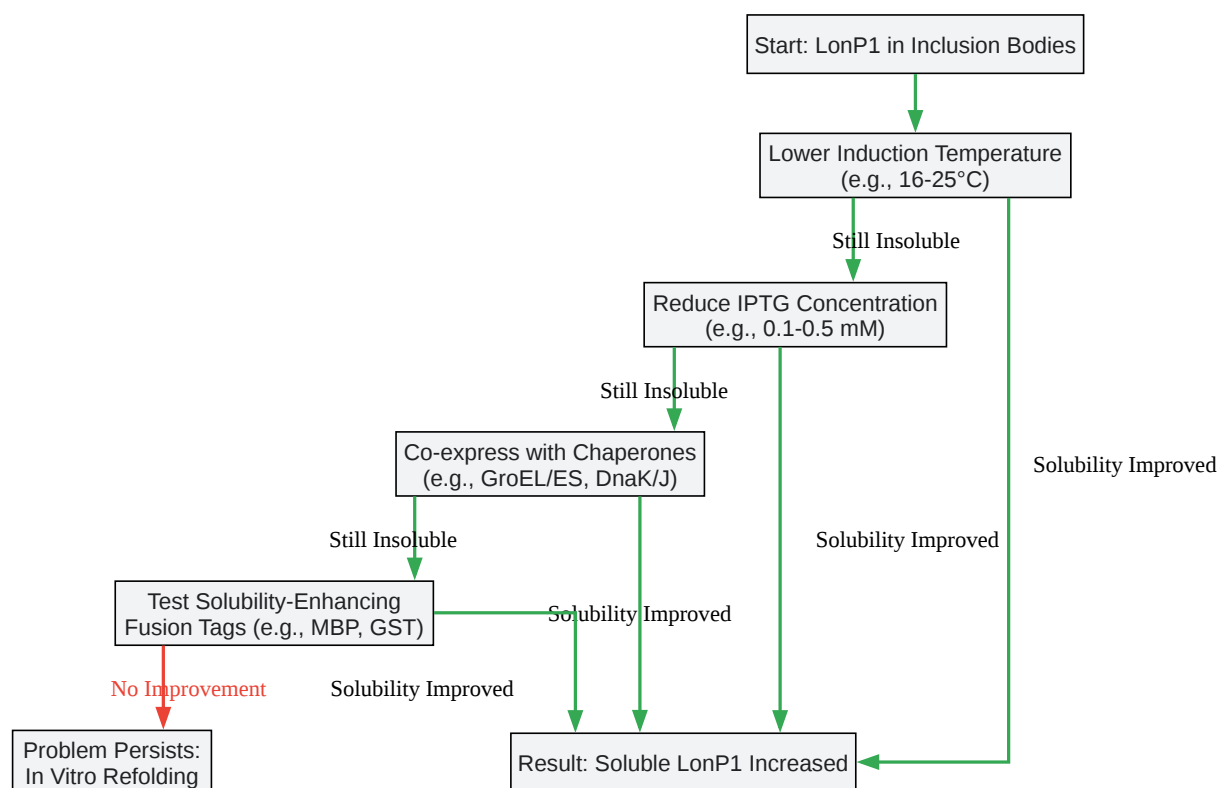 Start: LonP1 in Inclusion Bodies
Lower Induction Temperature
(e.g., 16-25°C)
Still Insoluble
Reduce IPTG Concentration
(e.g., 0.1-0.5 mM)
Still Insoluble
Co-express with Chaperones
(e.g., GroEL/ES, DnaK/J)
Solubility Improved
Still Insoluble
Solubility Improved
Test Solubility-Enhancing
Fusion Tags (e.g., MBP, GST)
Solubility Improved
No Improvement
Solubility Improved
Problem Persists:
In Vitro Refolding
Result: Soluble LonP1 Increased